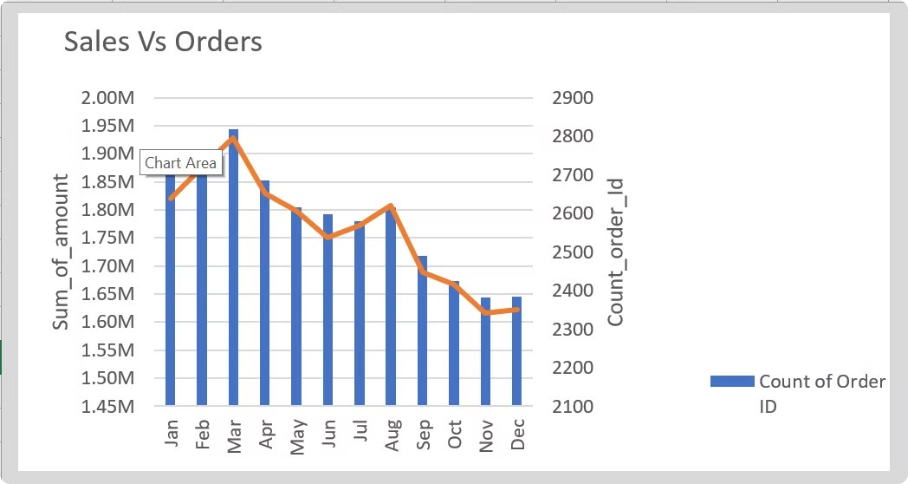 Sales Vs Orders
2.00M
1.95M
1.90M
1.85M
1.80M
1.75M
1.70M
1.65M
1.60M
1.55M
1.50M
1.45M
Sum_of_amount
Chart Area
2900
2800
2700
2600
2500
2400
2300
2200
2100
Count_order_Id
Jan Feb Mar Apr May Jun Jul Aug Sep Oct Nov Dec
Count of Order
ID